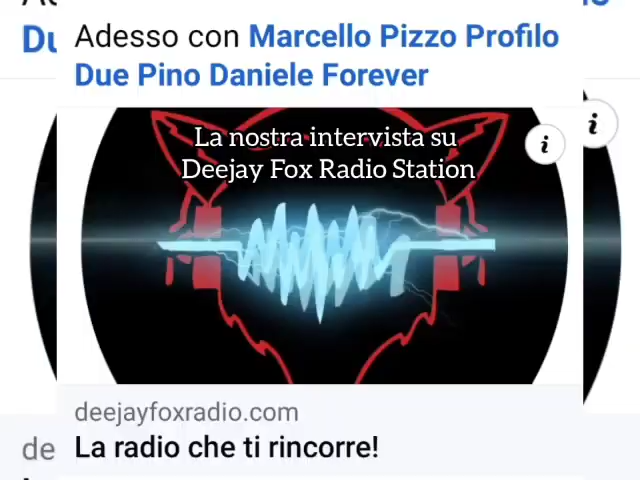 Adesso con Marcello Pizzo Profilo
Due Pino Daniele Forever
La nostra intervista su
Deejay Fox Radio Station
i
i
deejayfoxradio.com
de
La radio che ti rincorre!